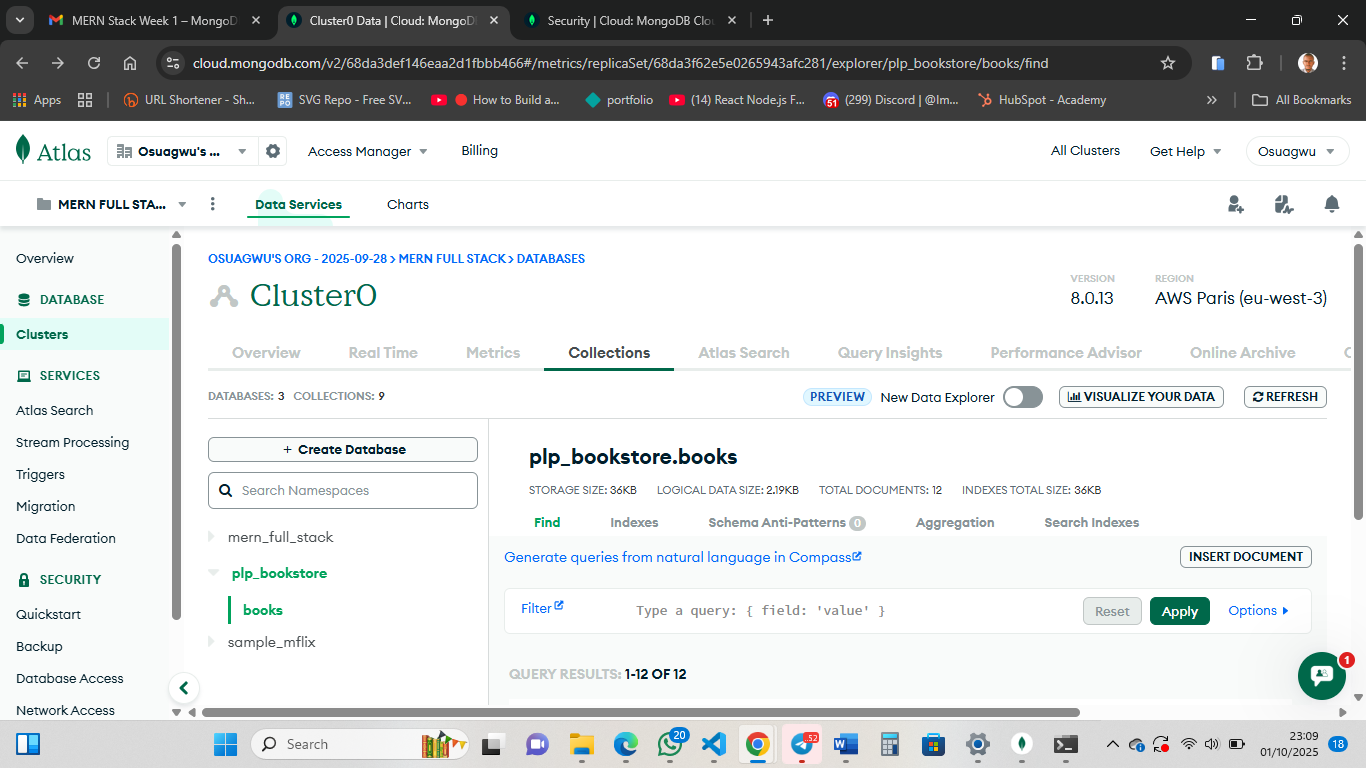 MERN Stack Week 1 – MongoD
Cluster0 Data | Cloud: MongoDB
Security | Cloud: MongoDB Clou
cloud.mongodb.com/v2/68da3def146eaa2d1fbbb466#/metrics/replicaSet/68da3f62e5e0265943afc281/explorer/plp_bookstore/books/find
Apps
URL Shortener - Sh...
SVG Repo - Free SV...
How to Build a...
portfolio
(14) React Node.js F...
(299) Discord | @Im...
HubSpot - Academy
All Bookmarks
Atlas
Osuagwu's ...
Access Manager
Billing
All Clusters
Get Help
Osuagwu
MERN FULL STA...
Data Services
Charts
Overview
DATABASE
Clusters
SERVICES
Atlas Search
Stream Processing
Triggers
Migration
Data Federation
SECURITY
Quickstart
Backup
Database Access
Network Access
OSUAGWU'S ORG - 2025-09-28 > MERN FULL STACK > DATABASES
Cluster0
VERSION
8.0.13
REGION
AWS Paris (eu-west-3)
Overview
Real Time
Metrics
Collections
Atlas Search
Query Insights
Performance Advisor
Online Archive
DATABASES: 3 COLLECTIONS: 9
PREVIEW
New Data Explorer
VISUALIZE YOUR DATA
REFRESH
+ Create Database
Search Namespaces
mern_full_stack
plp_bookstore
books
sample_mflix
plp_bookstore.books
STORAGE SIZE: 36KB
LOGICAL DATA SIZE: 2.19KB
TOTAL DOCUMENTS: 12
INDEXES TOTAL SIZE: 36KB
Find
Indexes
Schema Anti-Patterns 0
Aggregation
Search Indexes
Generate queries from natural language in Compass
INSERT DOCUMENT
Filter
Type a query: { field: 'value' }
Reset
Apply
Options
QUERY RESULTS: 1-12 OF 12
1
Search
20
52
23:09
01/10/2025
18